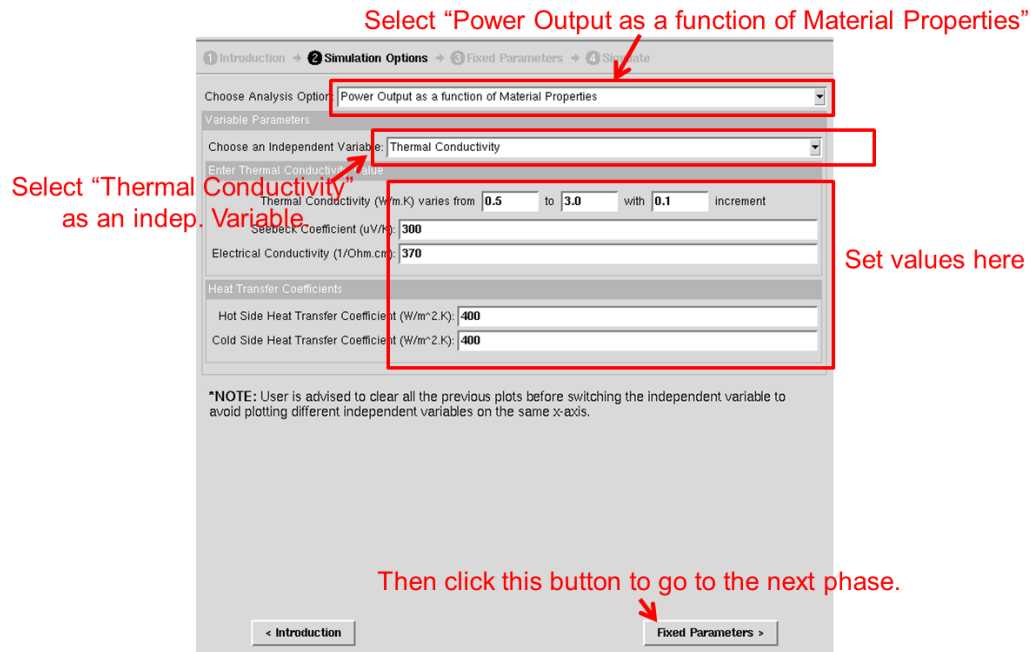 Select “Power Output as a function of Material Properties”
1 Introduction → 2 Simulation Options → 3 Fixed Parameters → 4 Simulate
Choose Analysis Option: Power Output as a function of Material Properties
Variable Parameters
Choose an Independent Variable: Thermal Conductivity
Enter Thermal Conductivity Value
Select “Thermal Conductivity”
as an indep. Variable
Thermal Conductivity (W/m.K) varies from 0.5 to 3.0 with 0.1 increment
Seebeck Coefficient (uV/K): 300
Electrical Conductivity (1/Ohm.cm): 370
Set values here
Heat Transfer Coefficients
Hot Side Heat Transfer Coefficient (W/m^2.K): 400
Cold Side Heat Transfer Coefficient (W/m^2.K): 400
*NOTE: User is advised to clear all the previous plots before switching the independent variable to
avoid plotting different independent variables on the same x-axis.
Then click this button to go to the next phase.
< Introduction
Fixed Parameters >